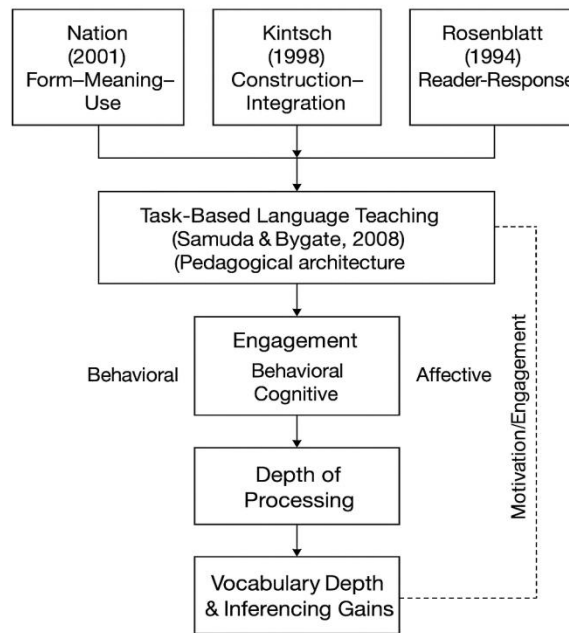 Nation
(2001)
Form–Meaning–
Use
Kintsch
(1998)
Construction–
Integration
Rosenblatt
(1994)
Reader-Response
Task-Based Language Teaching
(Samuda & Bygate, 2008)
(Pedagogical architecture
Engagement
Behavioral
Cognitive
Behavioral
Affective
Motivation/Engagement
Depth of
Processing
Vocabulary Depth
& Inferencing Gains